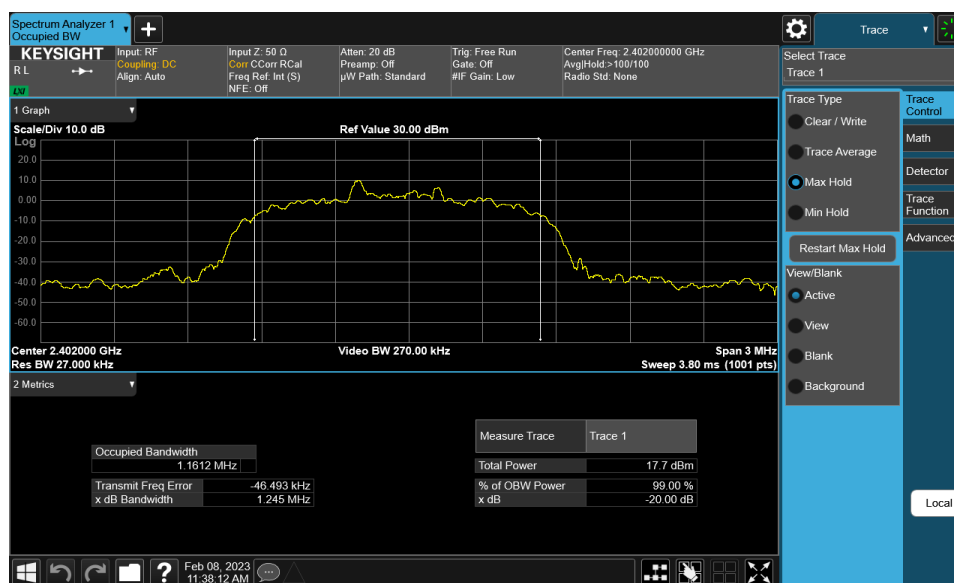 Spectrum Analyzer 1
Occupied BW
+
KEYSIGHT
R L
LXI
Input: RF
Coupling: DC
Align: Auto
Input Z: 50 Ω
Corr CCorr RCal
Freq Ref: Int (S)
NFE: Off
Atten: 20 dB
Preamp: Off
µW Path: Standard
Trig: Free Run
Gate: Off
#IF Gain: Low
Center Freq: 2.402000000 GHz
Avg|Hold:>100/100
Radio Std: None
1 Graph
Scale/Div 10.0 dB
Ref Value 30.00 dBm
Log
20.0
10.0
0.00
-10.0
-20.0
-30.0
-40.0
-50.0
-60.0
Center 2.402000 GHz
Video BW 270.00 kHz
Span 3 MHz
Res BW 27.000 kHz
Sweep 3.80 ms (1001 pts)
2 Metrics
Measure Trace
Trace 1
Occupied Bandwidth
1.1612 MHz
Total Power
17.7 dBm
Transmit Freq Error
-46.493 kHz
% of OBW Power
99.00 %
x dB Bandwidth
1.245 MHz
x dB
-20.00 dB
?
Feb 08, 2023
11:38:12 AM
Trace
Select Trace
Trace 1
Trace Type
Clear / Write
Trace Average
Max Hold
Min Hold
Restart Max Hold
View/Blank
Active
View
Blank
Background
Trace
Control
Math
Detector
Trace
Function
Advanced
Local